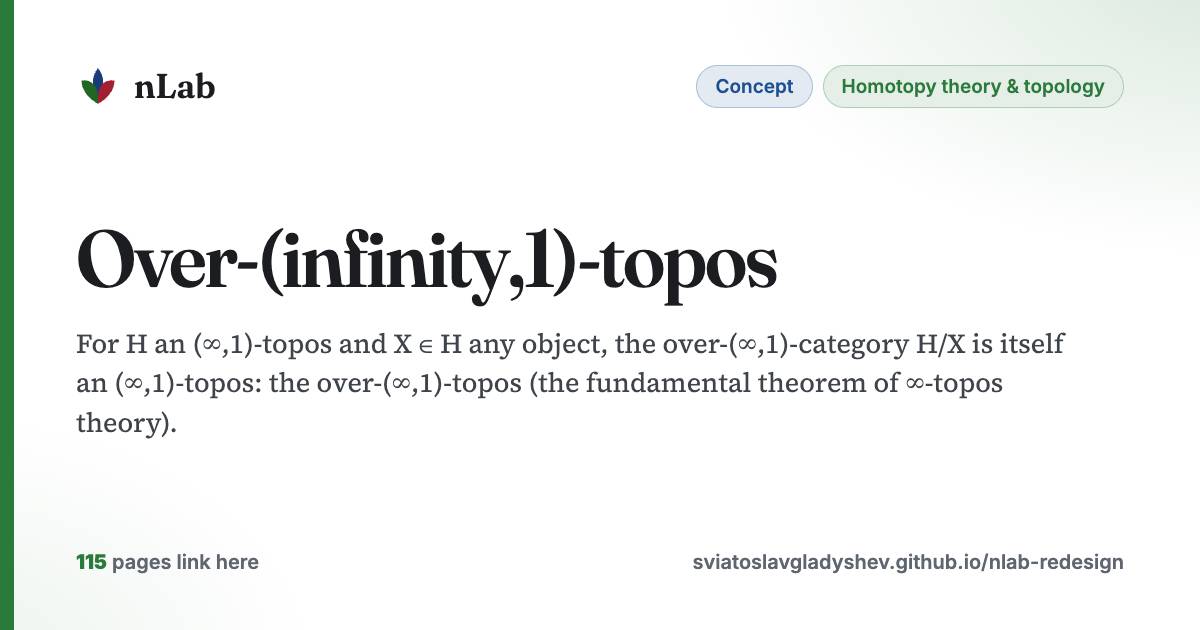 nLab
Concept
Homotopy theory & topology
Over-(infinity,1)-topos
For H an (∞,1)-topos and X ∈ H any object, the over-(∞,1)-category H/X is itself
an (∞,1)-topos: the over-(∞,1)-topos (the fundamental theorem of ∞-topos
theory).
115 pages link here
sviatoslavgladyshev.github.io/nlab-redesign